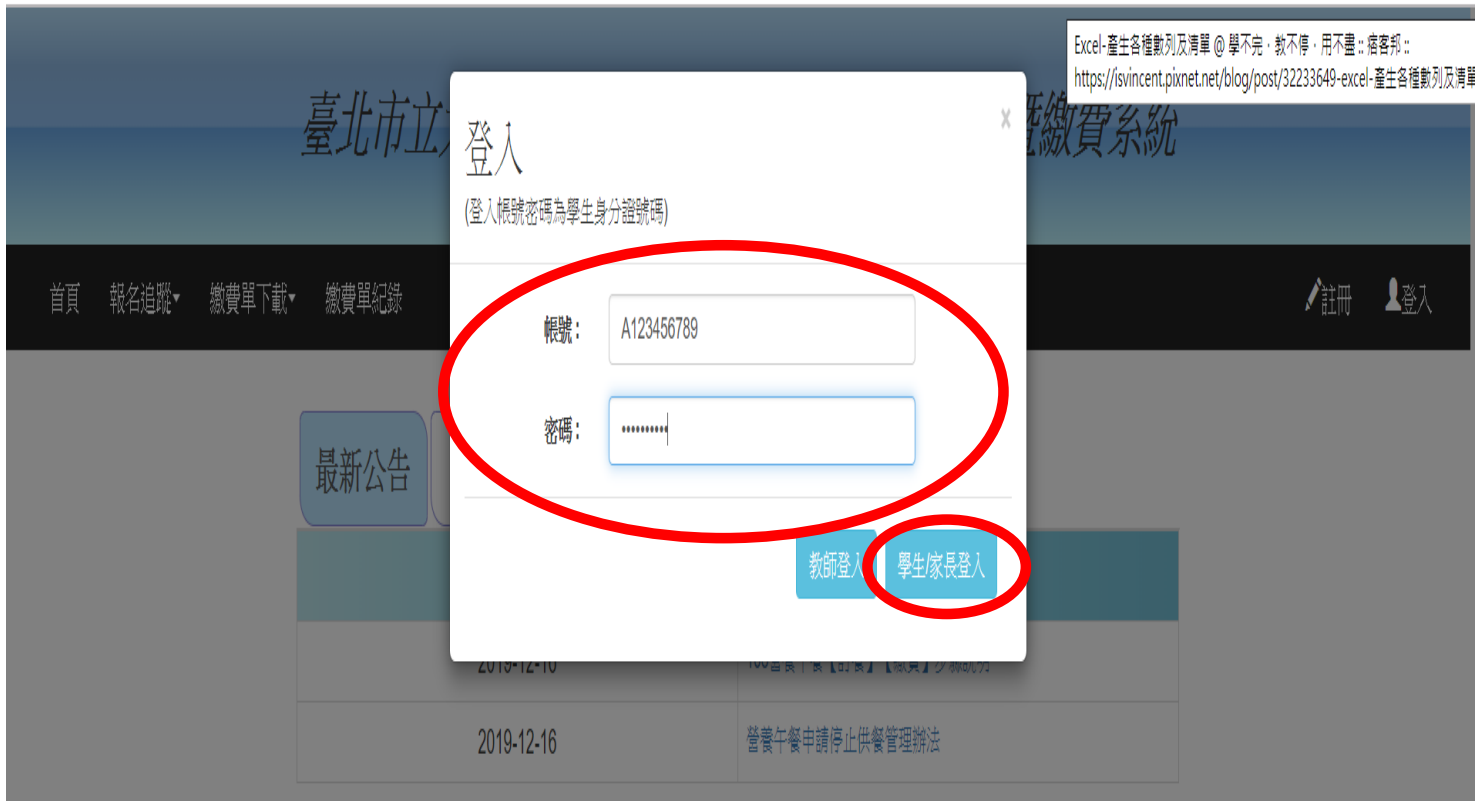 Excel-產生各種數列及清單 @ 學不完．教不停．用不盡 :: 痞客邦 ::
https://isvincent.pixnet.net/blog/post/32233649-excel-產生各種數列及清單
臺北市立
暨繳費系統
×
登入
(登入帳號密碼為學生身分證號碼)
首頁 報名追蹤 繳費單下載 繳費單紀錄 註冊 登入
帳號：
A123456789
密碼：
••••••••••
最新公告
教師登入 學生/家長登入
2019-12-16
2019-12-16 營養午餐申請停止供餐管理辦法